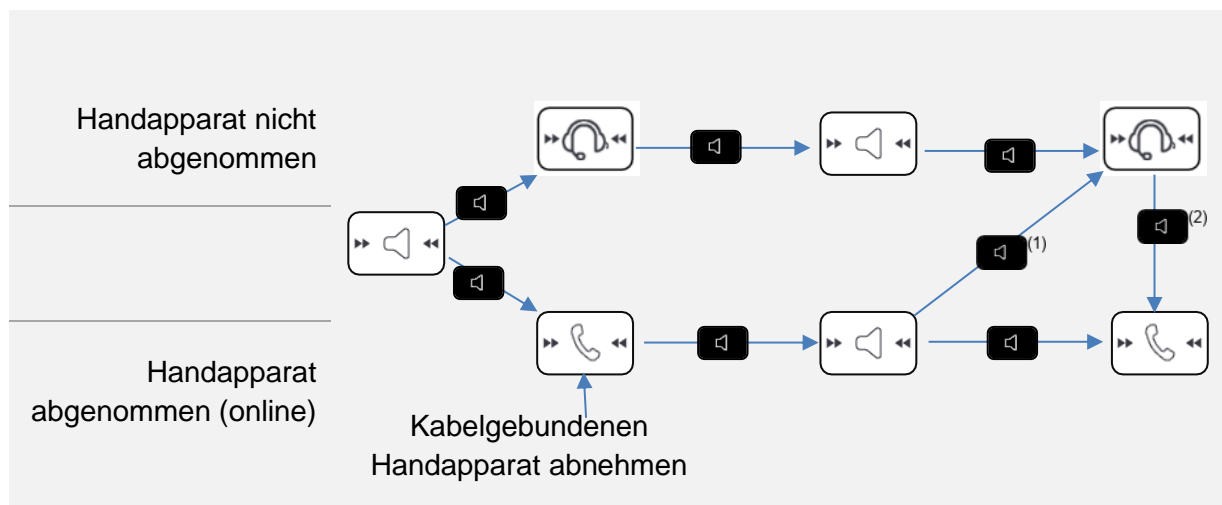 Handapparat nicht
abgenommen
(2)
(1)
Handapparat
abgenommen (online)
Kabelgebundenen
Handapparat abnehmen